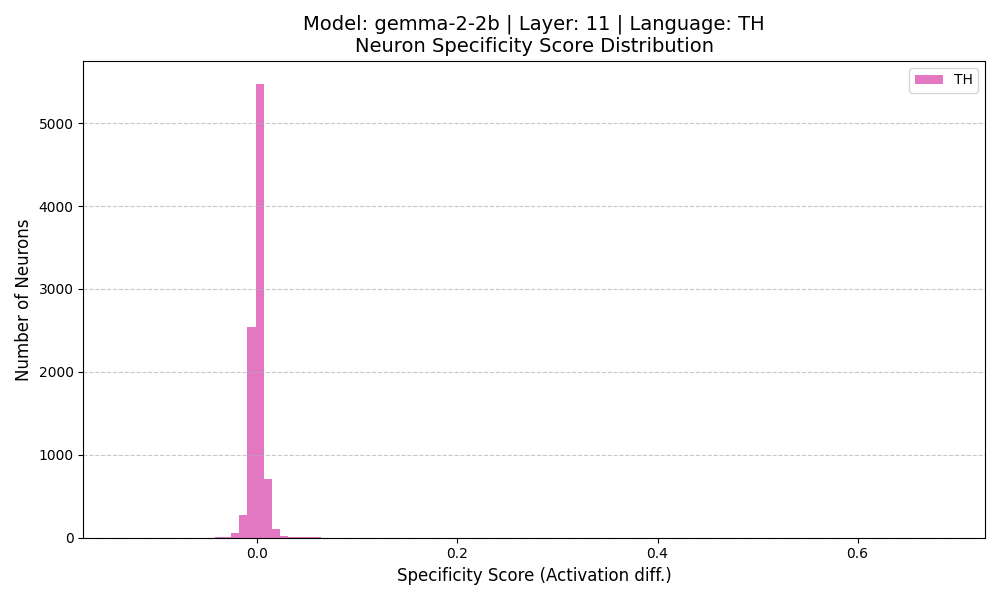 Model: gemma-2-2b | Layer: 11 | Language: TH
Neuron Specificity Score Distribution
TH
5000
4000
3000
2000
1000
0
Number of Neurons
0.0
0.2
0.4
0.6
Specificity Score (Activation diff.)